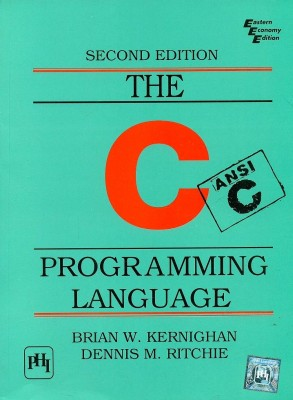 Eastern
Economy
Edition
SECOND EDITION
THE
C
ANSI
C
PROGRAMMING
LANGUAGE
BRIAN W. KERNIGHAN
DENNIS M. RITCHIE
PHI